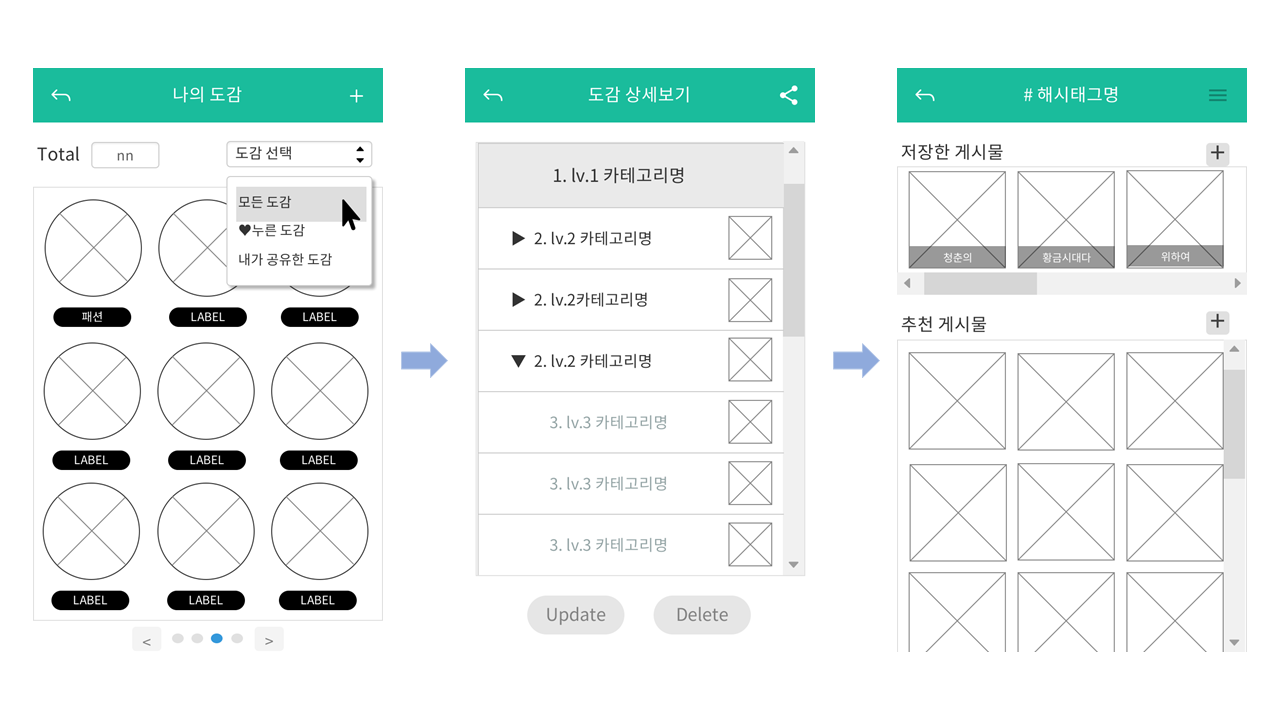 나의 도감
+
Total
nn
도감 선택
모든 도감
♥누른 도감
내가 공유한 도감
패션
LABEL
LABEL
LABEL
LABEL
LABEL
LABEL
LABEL
LABEL
<
>
도감 상세보기
1. lv.1 카테고리명
▶ 2. lv.2 카테고리명
▶ 2. lv.2카테고리명
▼ 2. lv.2 카테고리명
3. lv.3 카테고리명
3. lv.3 카테고리명
3. lv.3 카테고리명
Update
Delete
# 해시태그명
저장한 게시물
+
청춘의
황금시대다
위하여
추천 게시물
+